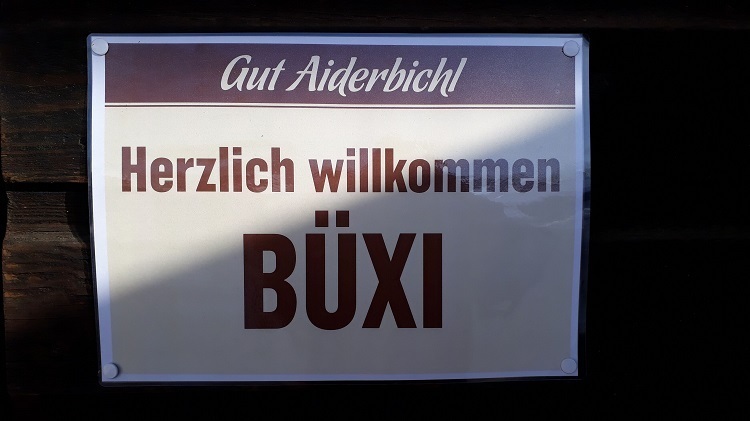 Gut Aiderbichl
Herzlich willkommen
BÜXI